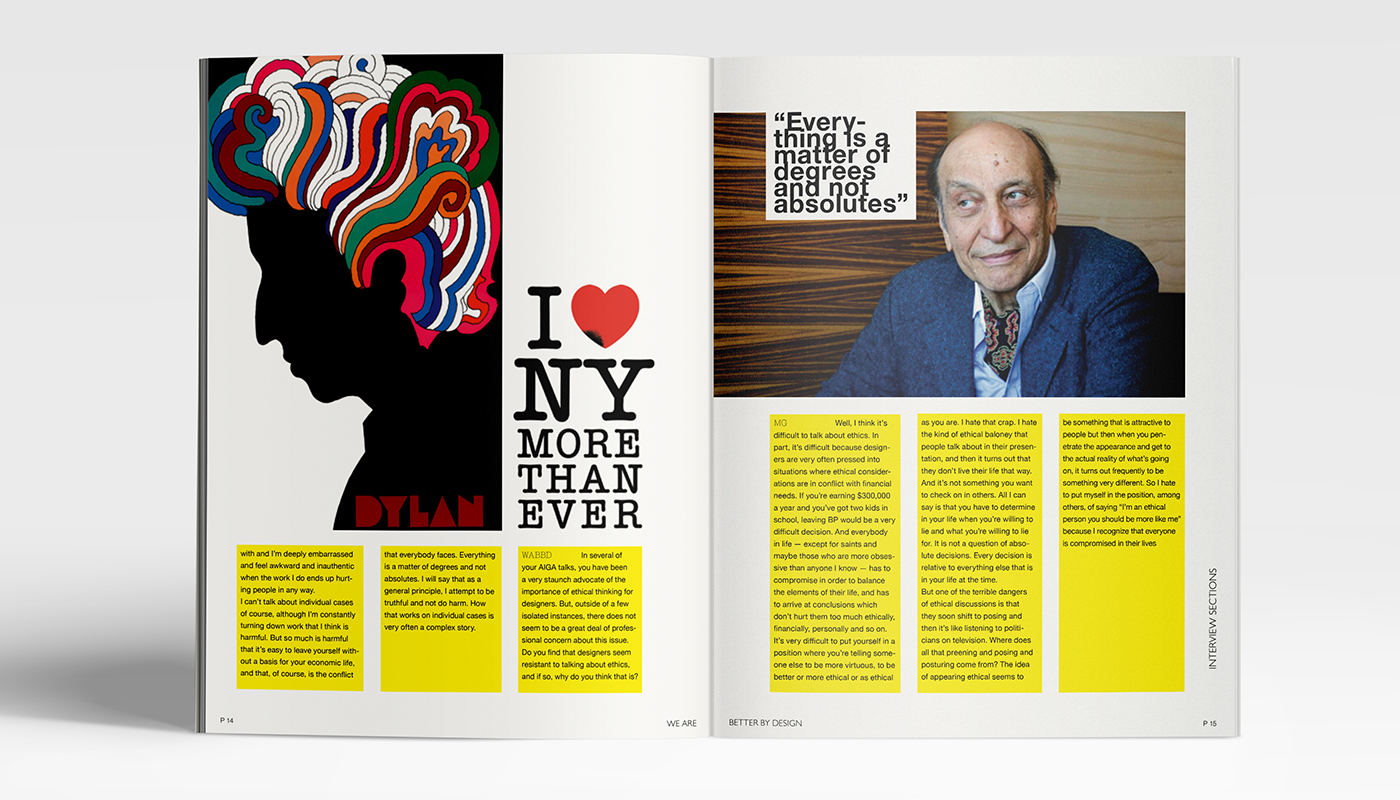 DYLAN
I ♥
NY
MORE
THAN
EVER
with and I'm deeply embarrassed
and feel awkward and inauthentic
when the work I do ends up hurt-
ing people in any way.
I can't talk about individual cases
of course, although I'm constantly
turning down work that I think is
harmful. But so much is harmful
that it's easy to leave yourself with-
out a basis for your economic life,
and that, of course, is the conflict
that everybody faces. Everything
is a matter of degrees and not
absolutes. I will say that as a
general principle, I attempt to be
truthful and not do harm. How
that works on individual cases is
very often a complex story.
WABBD In several of
your AIGA talks, you have been
a very staunch advocate of the
importance of ethical thinking for
designers. But, outside of a few
isolated instances, there does not
seem to be a great deal of profes-
sional concern about this issue.
Do you find that designers seem
resistant to talking about ethics,
and if so, why do you think that is?
P 14
WE ARE
“Every-
thing is a
matter of
degrees
and not
absolutes”
MG Well, I think it's
difficult to talk about ethics. In
part, it's difficult because design-
ers are very often pressed into
situations where ethical consider-
ations are in conflict with financial
needs. If you're earning $300,000
a year and you've got two kids in
school, leaving BP would be a very
difficult decision. And everybody
in life — except for saints and
maybe those who are more obses-
sive than anyone I know — has to
compromise in order to balance
the elements of their life, and has
to arrive at conclusions which
don't hurt them too much ethically,
financially, personally and so on.
It's very difficult to put yourself in a
position where you're telling some-
one else to be more virtuous, to be
better or more ethical or as ethical
as you are. I hate that crap. I hate
the kind of ethical baloney that
people talk about in their presen-
tation, and then it turns out that
they don't live their life that way.
And it's not something you want
to check on in others. All I can
say is that you have to determine
in your life when you're willing to
lie and what you're willing to lie
for. It is not a question of abso-
lute decisions. Every decision is
relative to everything else that is
in your life at the time.
But one of the terrible dangers
of ethical discussions is that
they soon shift to posing and
then it's like listening to politi-
cians on television. Where does
all that preening and posing and
posturing come from? The idea
of appearing ethical seems to
be something that is attractive to
people but then when you pen-
etrate the appearance and get to
the actual reality of what's going
on, it turns out frequently to be
something very different. So I hate
to put myself in the position, among
others, of saying "I'm an ethical
person you should be more like me"
because I recognize that everyone
is compromised in their lives
INTERVIEW SECTIONS
BETTER BY DESIGN
P 15